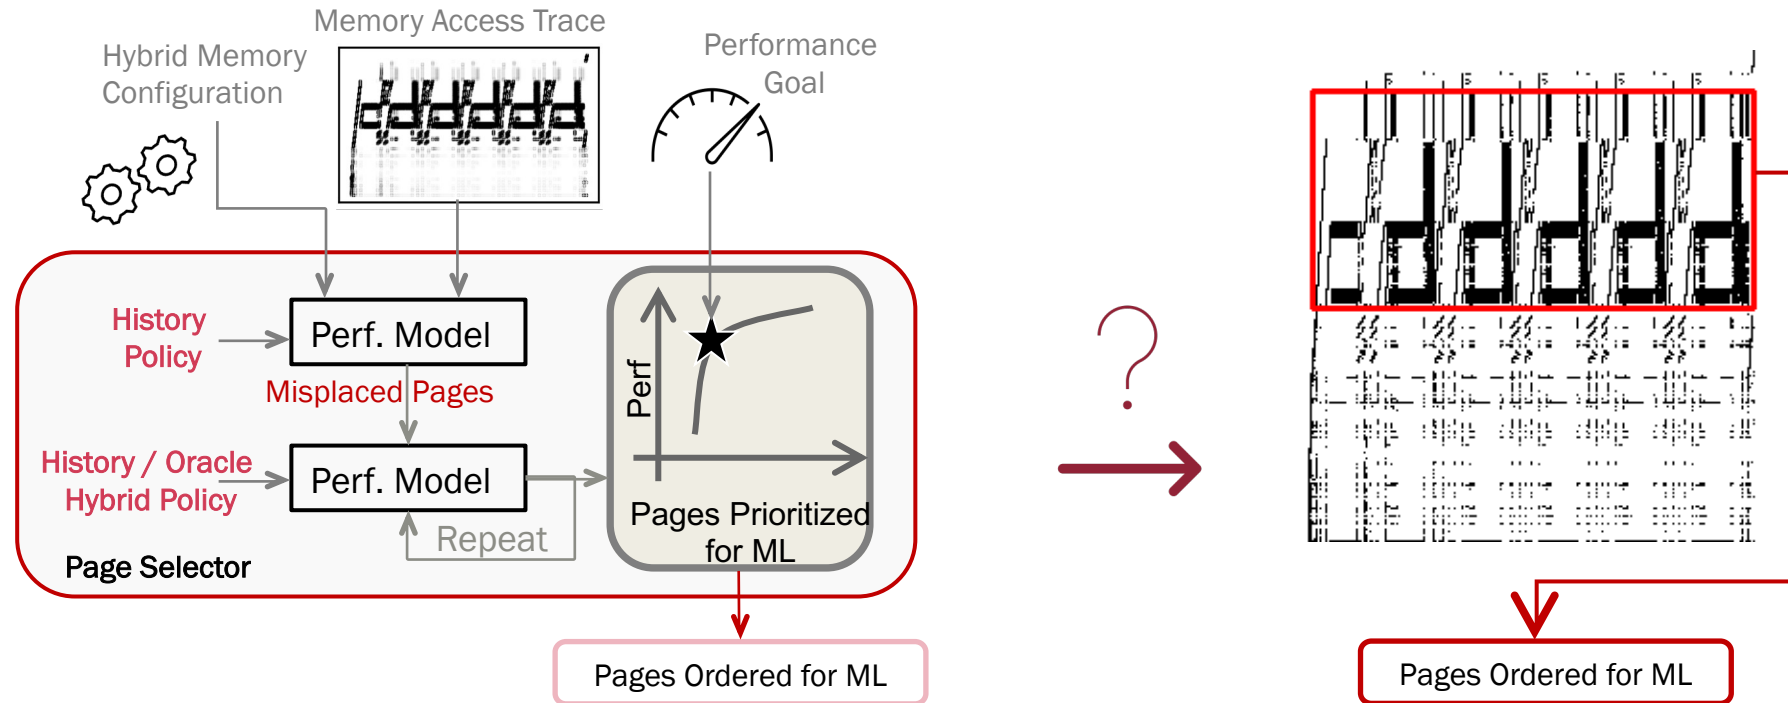 Memory Access Trace
Hybrid Memory
Configuration
Performance
Goal
History
Policy
Perf. Model
Misplaced Pages
History / Oracle
Hybrid Policy
Perf. Model
Repeat
Page Selector
Perf
Pages Prioritized
for ML
?
Pages Ordered for ML
Pages Ordered for ML